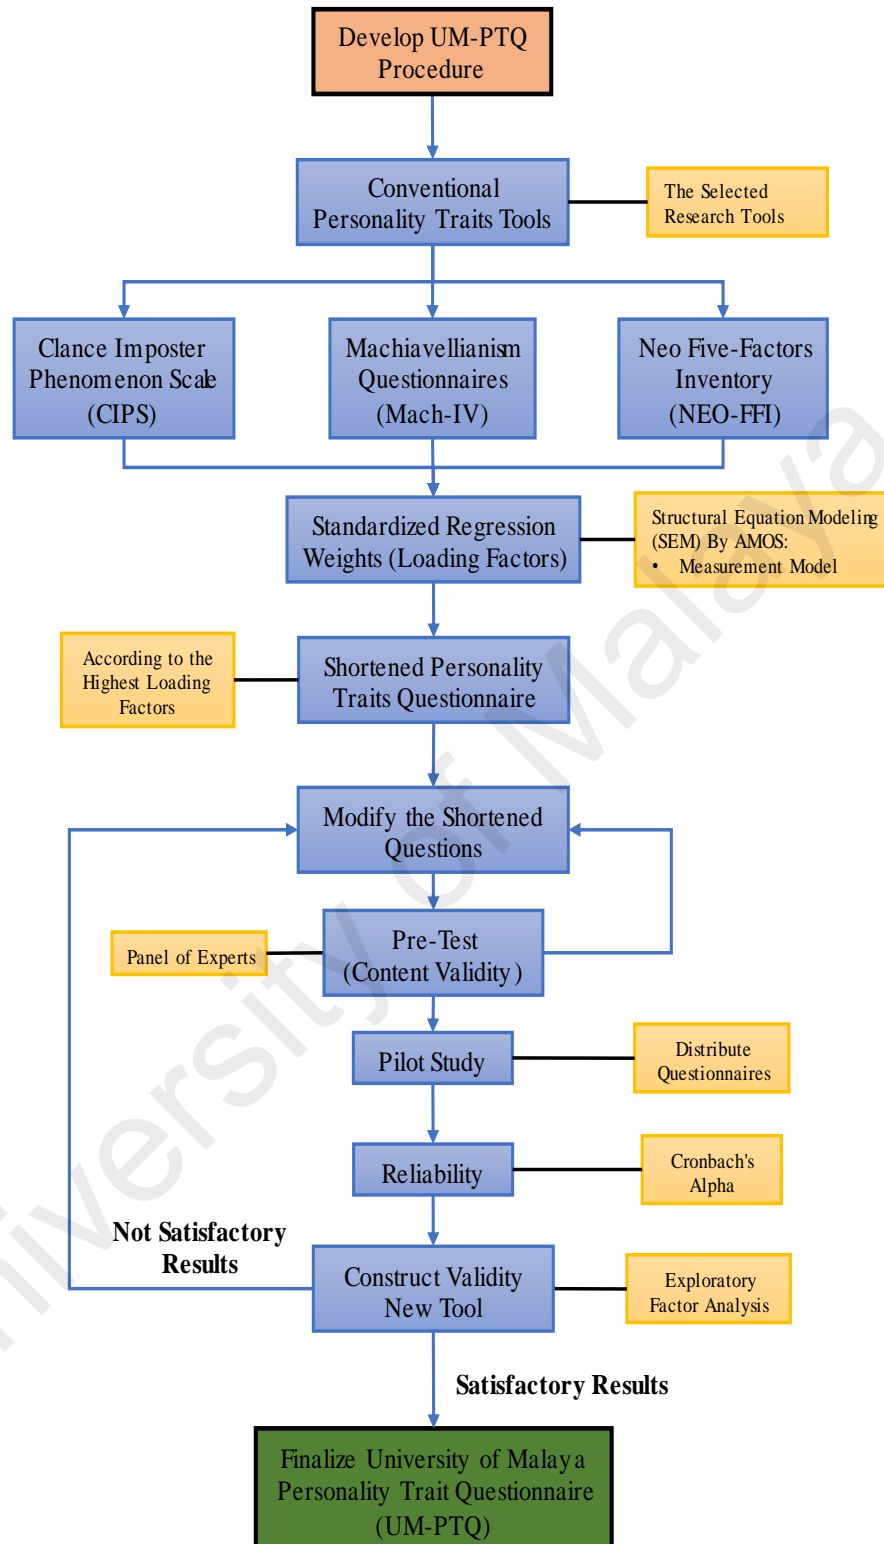 Develop UM-PTQ
Procedure
Conventional
Personality Traits Tools
The Selected
Research Tools
Clance Imposter
Phenomenon Scale
(CIPS)
Machiavellianism
Questionnaires
(Mach-IV)
Neo Five-Factors
Inventory
(NEO-FFI)
Standardized Regression
Weights (Loading Factors)
Structural Equation Modeling
(SEM) By AMOS:
• Measurement Model
According to the
Highest Loading
Factors
Shortened Personality
Traits Questionnaire
Modify the Shortened
Questions
Panel of Experts
Pre-Test
(Content Validity)
Pilot Study
Distribute
Questionnaires
Reliability
Cronbach's
Alpha
Not Satisfactory
Results
Construct Validity
New Tool
Exploratory
Factor Analysis
Satisfactory Results
Finalize University of Malaya
Personality Trait Questionnaire
(UM-PTQ)
niversity of Malaya